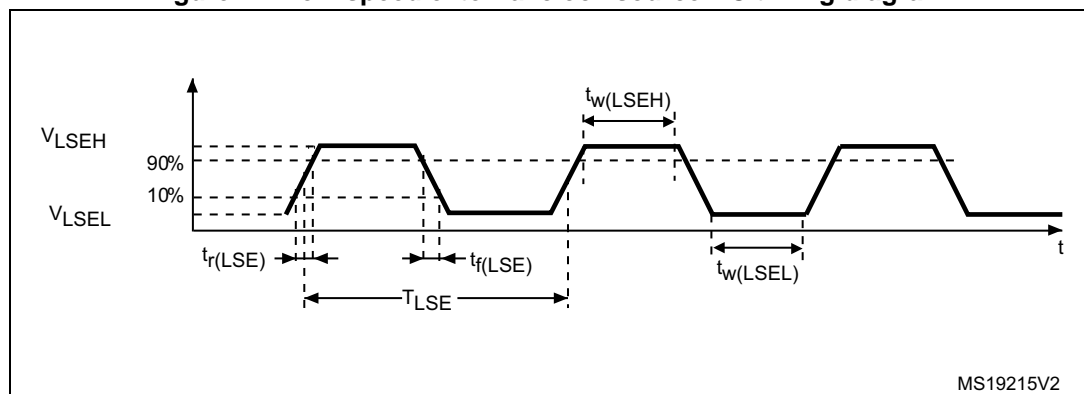 V_LSEH
90%
10%
V_LSEL
t_r(LSE)
t_f(LSE)
T_LSE
t_w(LSEH)
t_w(LSEL)
t
MS19215V2